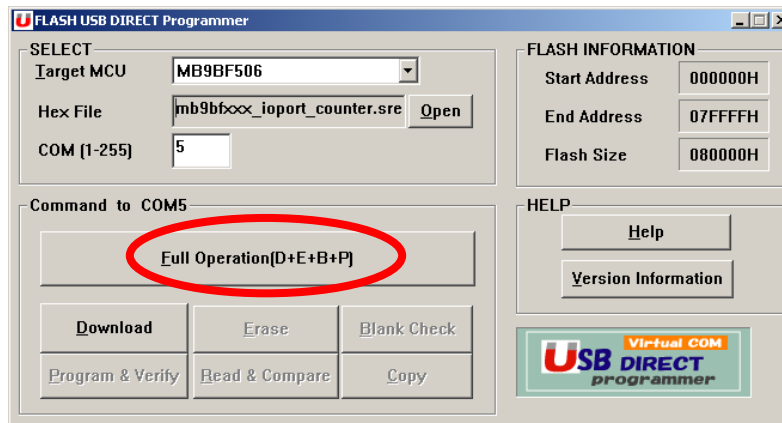 FLASH USB DIRECT Programmer
SELECT
Target MCU MB9BF506
Hex File mb9bfxxx_ioport_counter.sre Open
COM (1-255) 5
FLASH INFORMATION
Start Address 000000H
End Address 07FFFFH
Flash Size 080000H
Command to COM5
Full Operation(D+E+B+P)
Download Erase Blank Check
Program & Verify Read & Compare Copy
HELP
Help
Version Information
Virtual COM
USB DIRECT
programmer